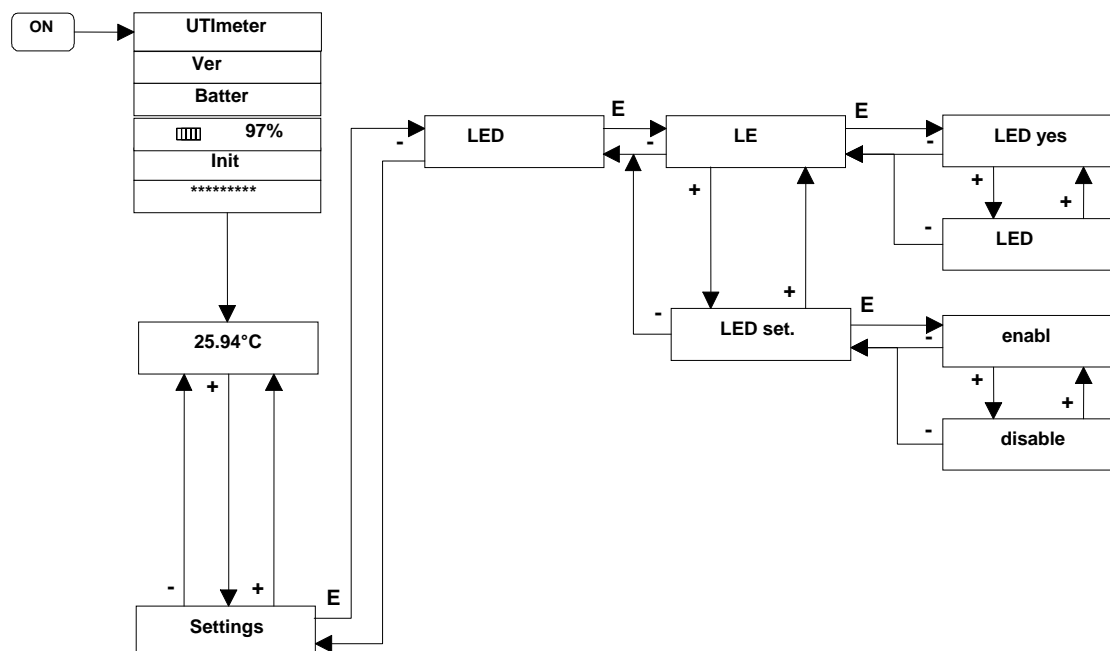 ON
UTImeter
Ver
Batter
97%
Init
*********
25.94°C
+
-
+
Settings
E
-
LED
E
-
LE
+
+
E
-
LED yes
+
+
-
LED
-
LED set.
E
-
enabl
+
+
-
disable